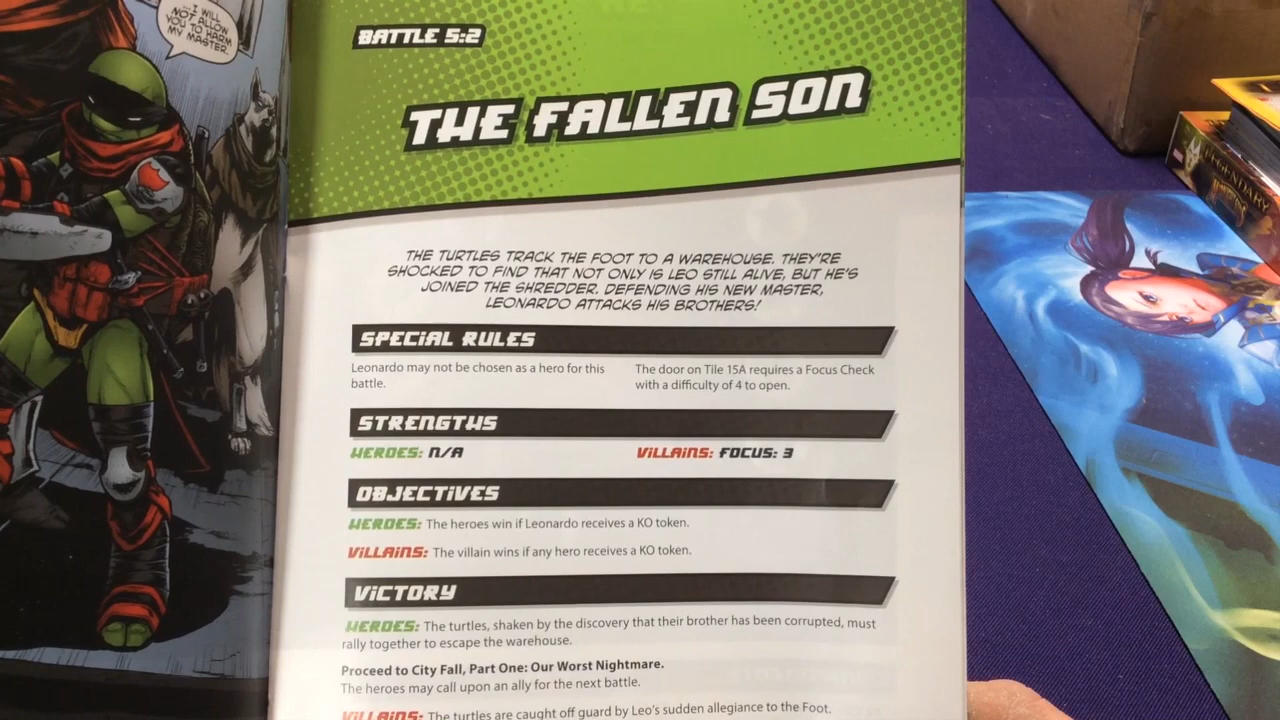 ...I WILL
NOT ALLOW
YOU TO HARM
MY MASTER.
BATTLE 5:2
THE FALLEN SON
THE TURTLES TRACK THE FOOT TO A WAREHOUSE. THEY'RE
SHOCKED TO FIND THAT NOT ONLY IS LEO STILL ALIVE, BUT HE'S
JOINED THE SHREDDER. DEFENDING HIS NEW MASTER,
LEONARDO ATTACKS HIS BROTHERS!
SPECIAL RULES
Leonardo may not be chosen as a hero for this
battle.
The door on Tile 15A requires a Focus Check
with a difficulty of 4 to open.
STRENGTHS
HEROES: N/A
VILLAINS: FOCUS: 3
OBJECTIVES
HEROES: The heroes win if Leonardo receives a KO token.
VILLAINS: The villain wins if any hero receives a KO token.
VICTORY
HEROES: The turtles, shaken by the discovery that their brother has been corrupted, must
rally together to escape the warehouse.
Proceed to City Fall, Part One: Our Worst Nightmare.
The heroes may call upon an ally for the next battle.
VILLAINS: The turtles are caught off guard by Leo's sudden allegiance to the Foot.
LEGENDARY